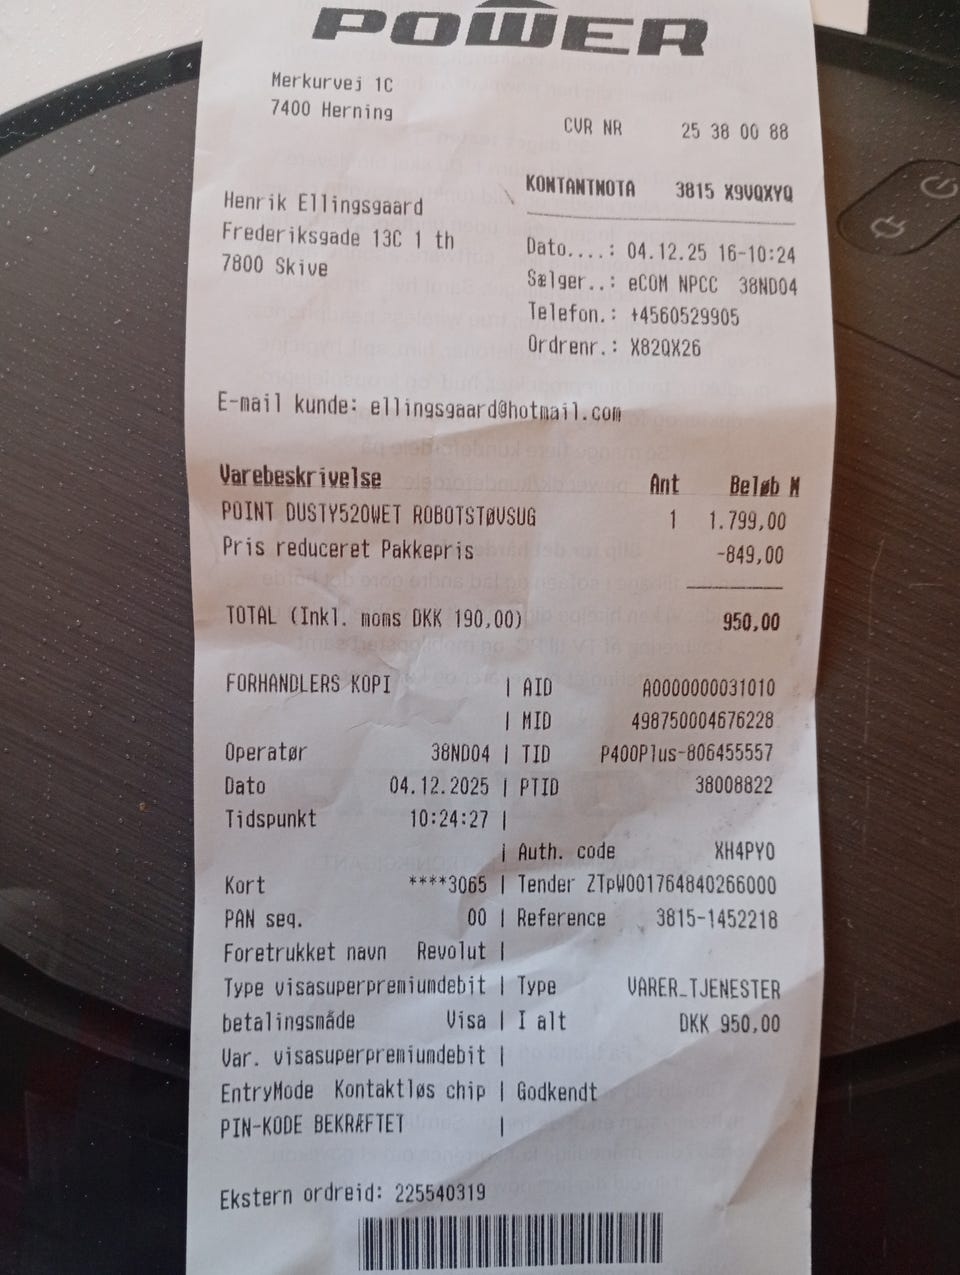 POWER
Merkurvej 1C
7400 Herning
CVR NR 25 38 00 88
KONTANTNOTA 3815 X9VQXYQ
Henrik Ellingsgaard
Frederiksgade 13C 1 th
7800 Skive
Dato....: 04.12.25 16-10:24
Sælger..: eCOM NPCC 38ND04
Telefon.: +4560529905
Ordrenr.: X82QX26
E-mail kunde: ellingsgaard@hotmail.com
Varebeskrivelse Ant Beløb M
POINT DUSTY520WET ROBOTSTØVSUG 1 1.799,00
Pris reduceret Pakkepris -849,00
TOTAL (Inkl. moms DKK 190,00) 950,00
FORHANDLERS KOPI | AID A0000000031010
| MID 498750004676228
Operatør 38ND04 | TID P400Plus-806455557
Dato 04.12.2025 | PTID 38008822
Tidspunkt 10:24:27 |
| Auth. code XH4PYO
Kort ****3065 | Tender ZTpW001764840266000
PAN seq. 00 | Reference 3815-1452218
Foretrukket navn Revolut |
Type visasuperpremiumdebit | Type VARER_TJENESTER
betalingsmåde Visa | I alt DKK 950,00
Var. visasuperpremiumdebit |
EntryMode Kontaktløs chip | Godkendt
PIN-KODE BEKRÆFTET |
Ekstern ordreid: 225540319